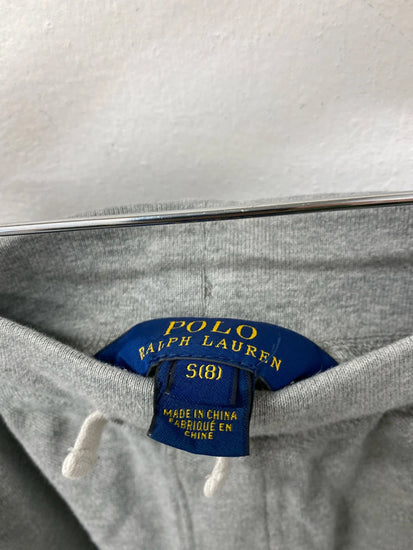 POLO
RALPH LAUREN
S(8)
MADE IN CHINA
FABRIQUÉ EN
CHINE